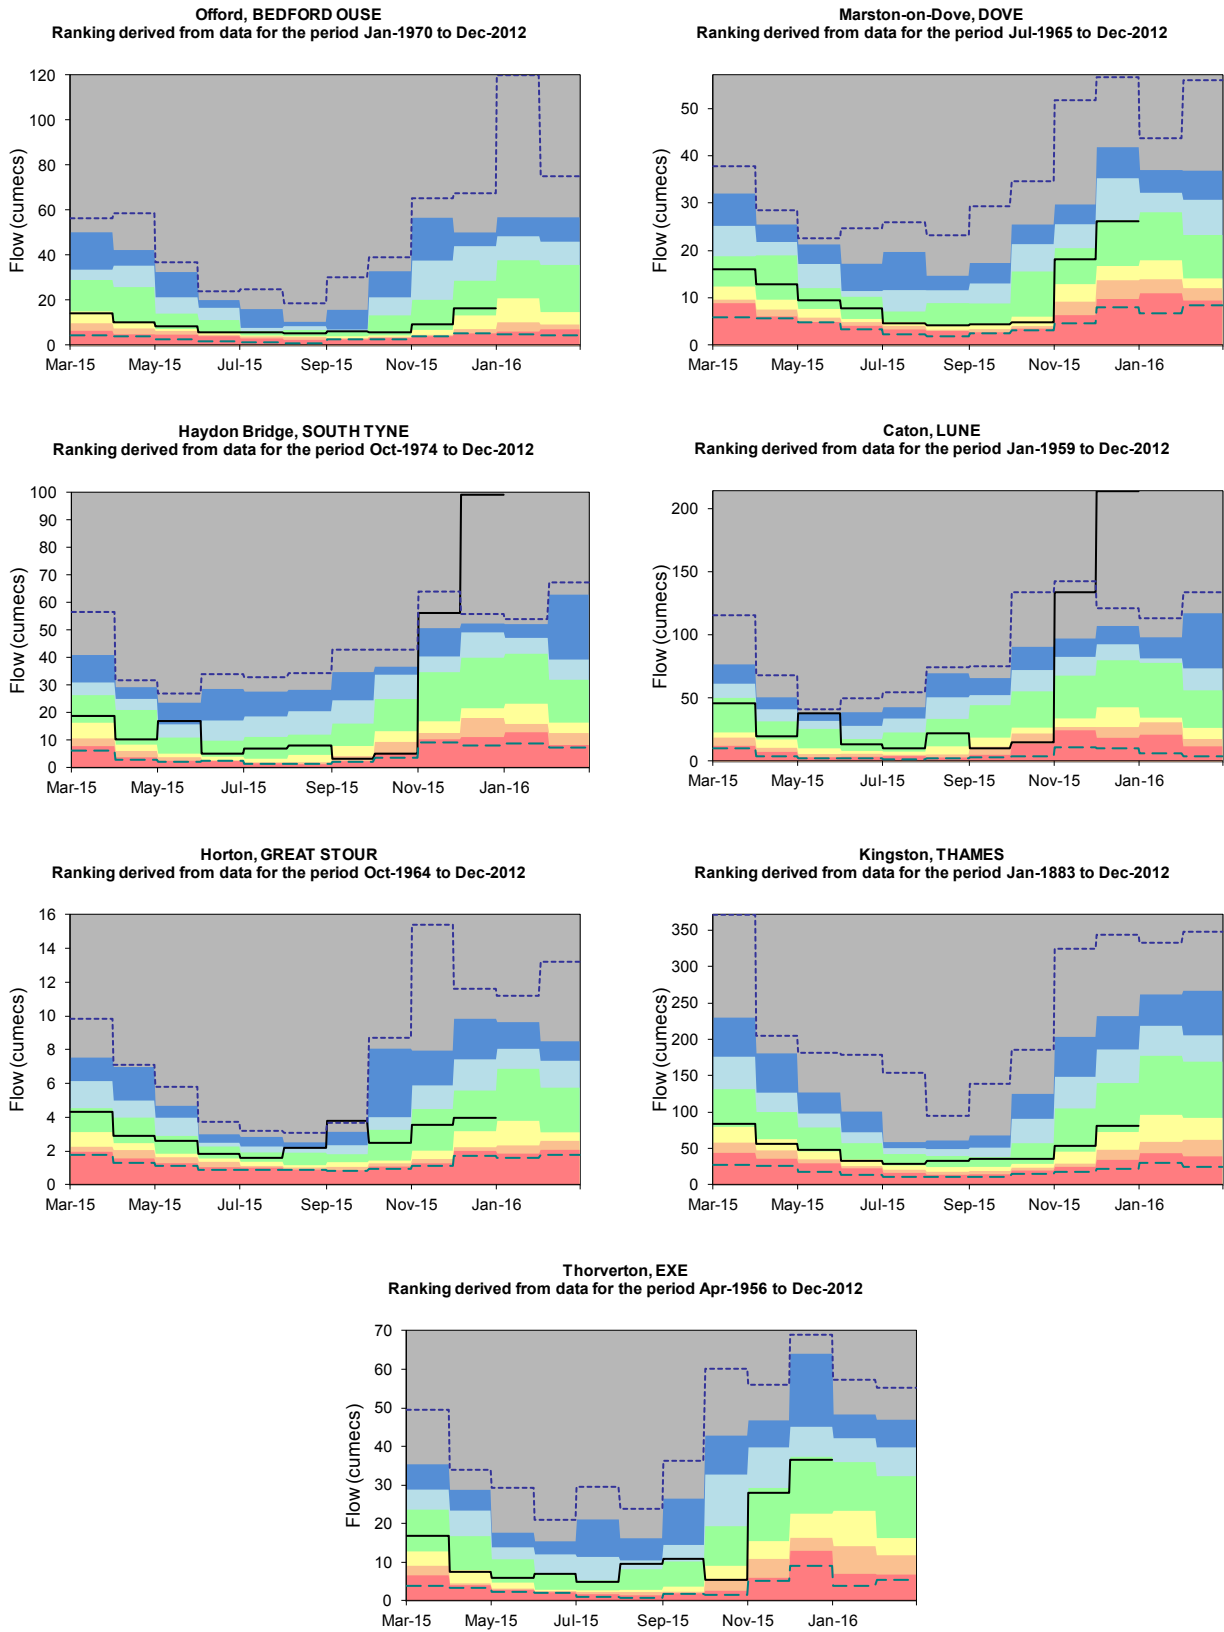 Offord, BEDFORD OUSE
Ranking derived from data for the period Jan-1970 to Dec-2012
Flow (cumecs)
120
100
80
60
40
20
0
Mar-15 May-15 Jul-15 Sep-15 Nov-15 Jan-16
Marston-on-Dove, DOVE
Ranking derived from data for the period Jul-1965 to Dec-2012
Flow (cumecs)
50
40
30
20
10
0
Mar-15 May-15 Jul-15 Sep-15 Nov-15 Jan-16
Haydon Bridge, SOUTH TYNE
Ranking derived from data for the period Oct-1974 to Dec-2012
Flow (cumecs)
100
90
80
70
60
50
40
30
20
10
0
Mar-15 May-15 Jul-15 Sep-15 Nov-15 Jan-16
Caton, LUNE
Ranking derived from data for the period Jan-1959 to Dec-2012
Flow (cumecs)
200
150
100
50
0
Mar-15 May-15 Jul-15 Sep-15 Nov-15 Jan-16
Horton, GREAT STOUR
Ranking derived from data for the period Oct-1964 to Dec-2012
Flow (cumecs)
16
14
12
10
8
6
4
2
0
Mar-15 May-15 Jul-15 Sep-15 Nov-15 Jan-16
Kingston, THAMES
Ranking derived from data for the period Jan-1883 to Dec-2012
Flow (cumecs)
350
300
250
200
150
100
50
0
Mar-15 May-15 Jul-15 Sep-15 Nov-15 Jan-16
Thorverton, EXE
Ranking derived from data for the period Apr-1956 to Dec-2012
Flow (cumecs)
70
60
50
40
30
20
10
0
Mar-15 May-15 Jul-15 Sep-15 Nov-15 Jan-16